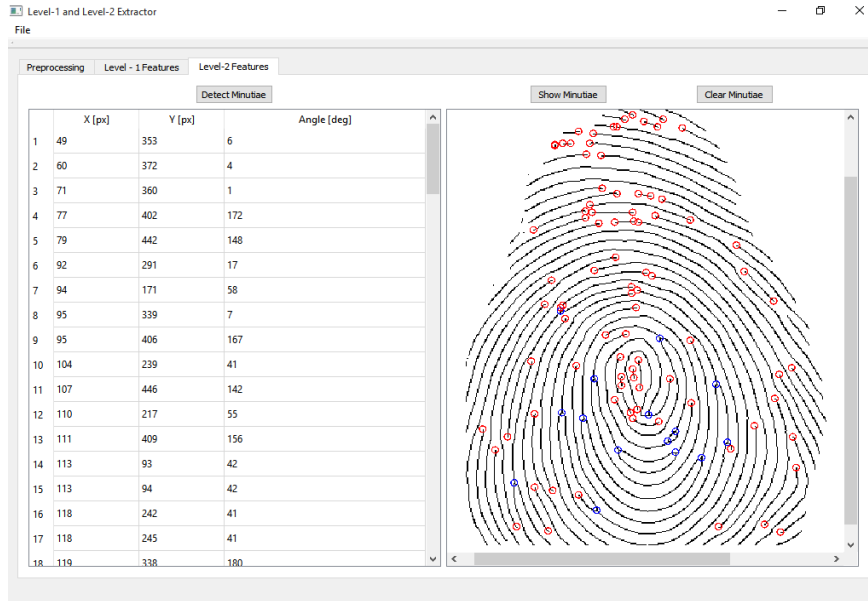 Level-1 and Level-2 Extractor
File
Preprocessing Level - 1 Features Level-2 Features
Detect Minutiae Show Minutiae Clear Minutiae
X [px] Y [px] Angle [deg]
1 49 353 6
2 60 372 4
3 71 360 1
4 77 402 172
5 79 442 148
6 92 291 17
7 94 171 58
8 95 339 7
9 95 406 167
10 104 239 41
11 107 446 142
12 110 217 55
13 111 409 156
14 113 93 42
15 113 94 42
16 118 242 41
17 118 245 41
18 119 338 180